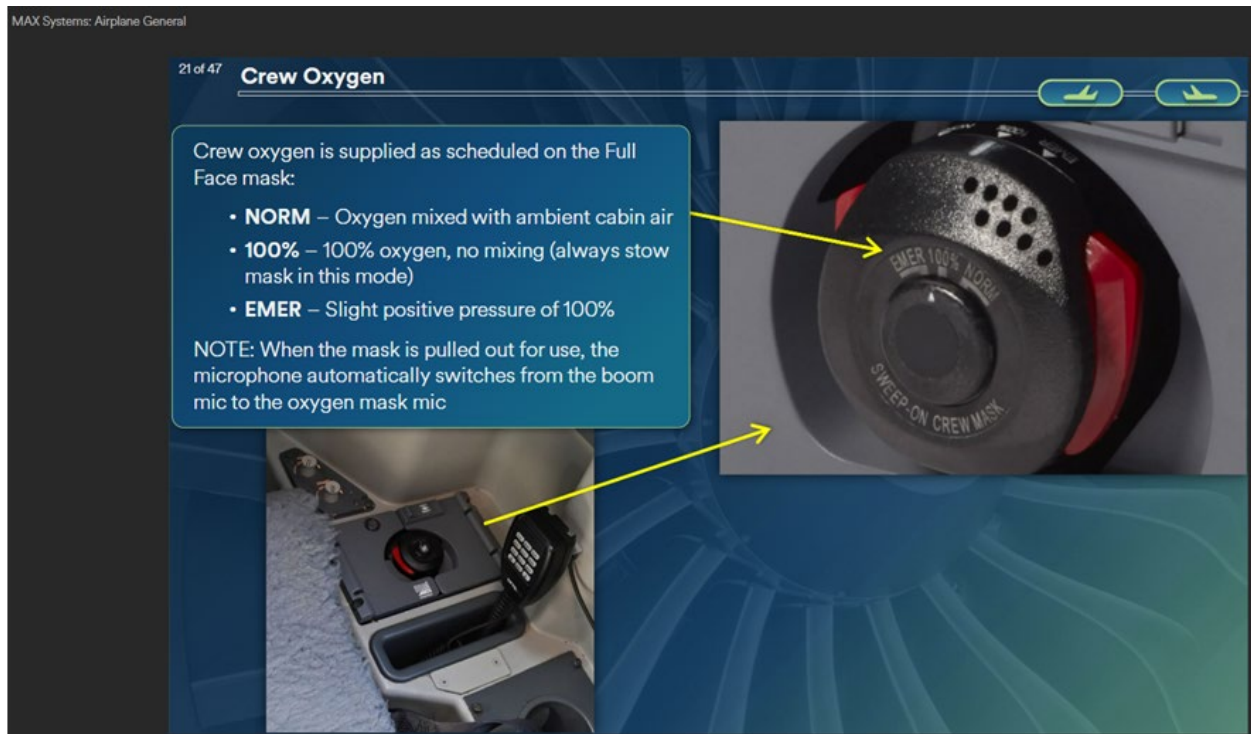 MAX Systems: Airplane General
21 of 47
Crew Oxygen
Crew oxygen is supplied as scheduled on the Full
Face mask:
• NORM – Oxygen mixed with ambient cabin air
• 100% – 100% oxygen, no mixing (always stow
mask in this mode)
• EMER – Slight positive pressure of 100%
NOTE: When the mask is pulled out for use, the
microphone automatically switches from the boom
mic to the oxygen mask mic
EMER 100% NORM
SWEEP-ON CREW MASK